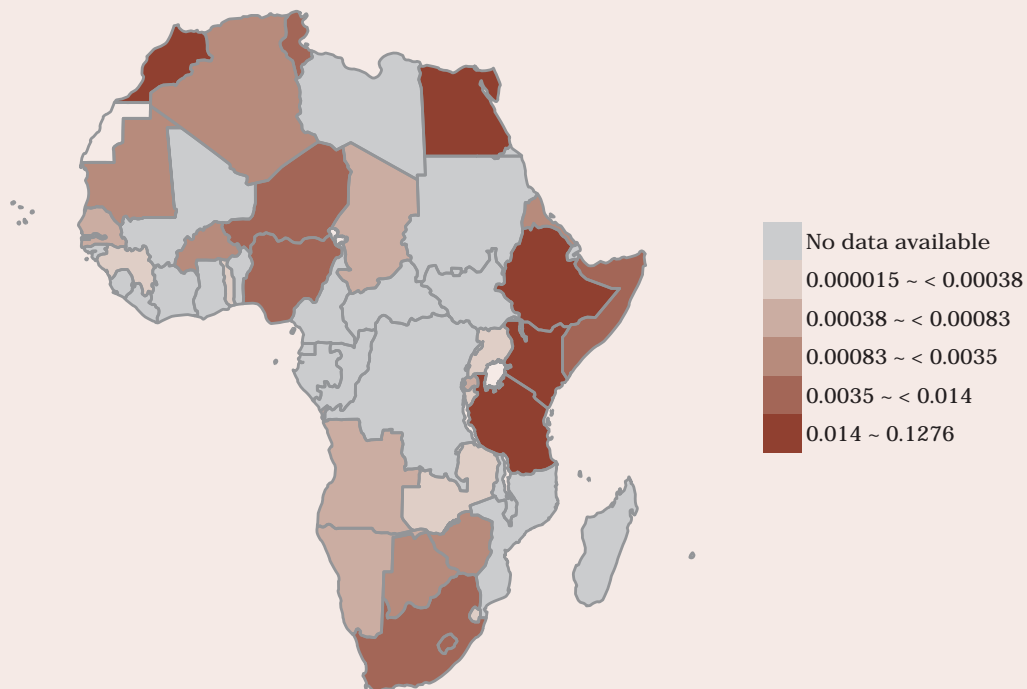 No data available
0.000015 ~ < 0.00038
0.00038 ~ < 0.00083
0.00083 ~ < 0.0035
0.0035 ~ < 0.014
0.014 ~ 0.1276